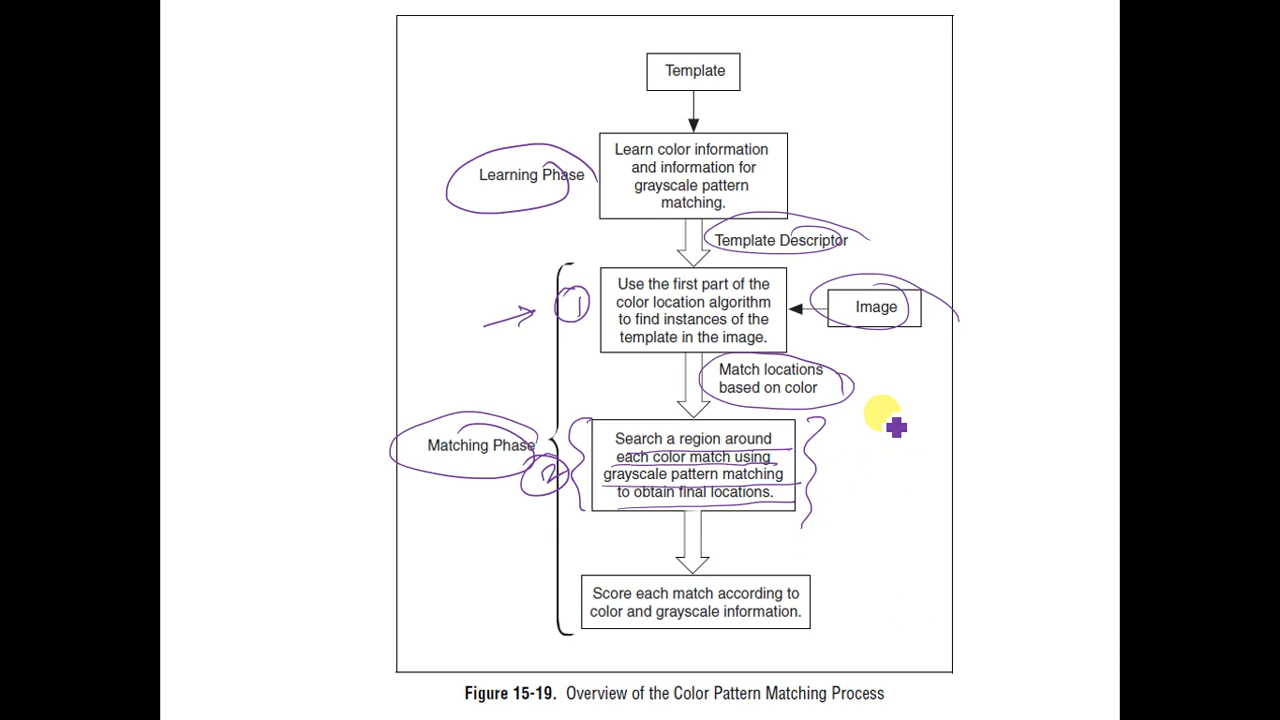 Template
Learn color information
and information for
grayscale pattern
matching.
Learning Phase
Template Descriptor
Use the first part of the
color location algorithm
to find instances of the
template in the image.
1
Image
Match locations
based on color
Matching Phase
2
Search a region around
each color match using
grayscale pattern matching
to obtain final locations.
Score each match according to
color and grayscale information.
Figure 15-19. Overview of the Color Pattern Matching Process